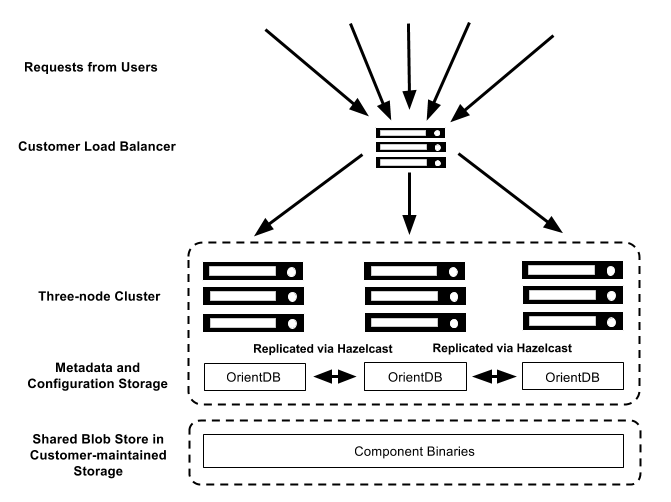 Requests from Users
Customer Load Balancer
Three-node Cluster
Replicated via Hazelcast
Replicated via Hazelcast
Metadata and
Configuration Storage
OrientDB
OrientDB
OrientDB
Shared Blob Store in
Customer-maintained
Storage
Component Binaries